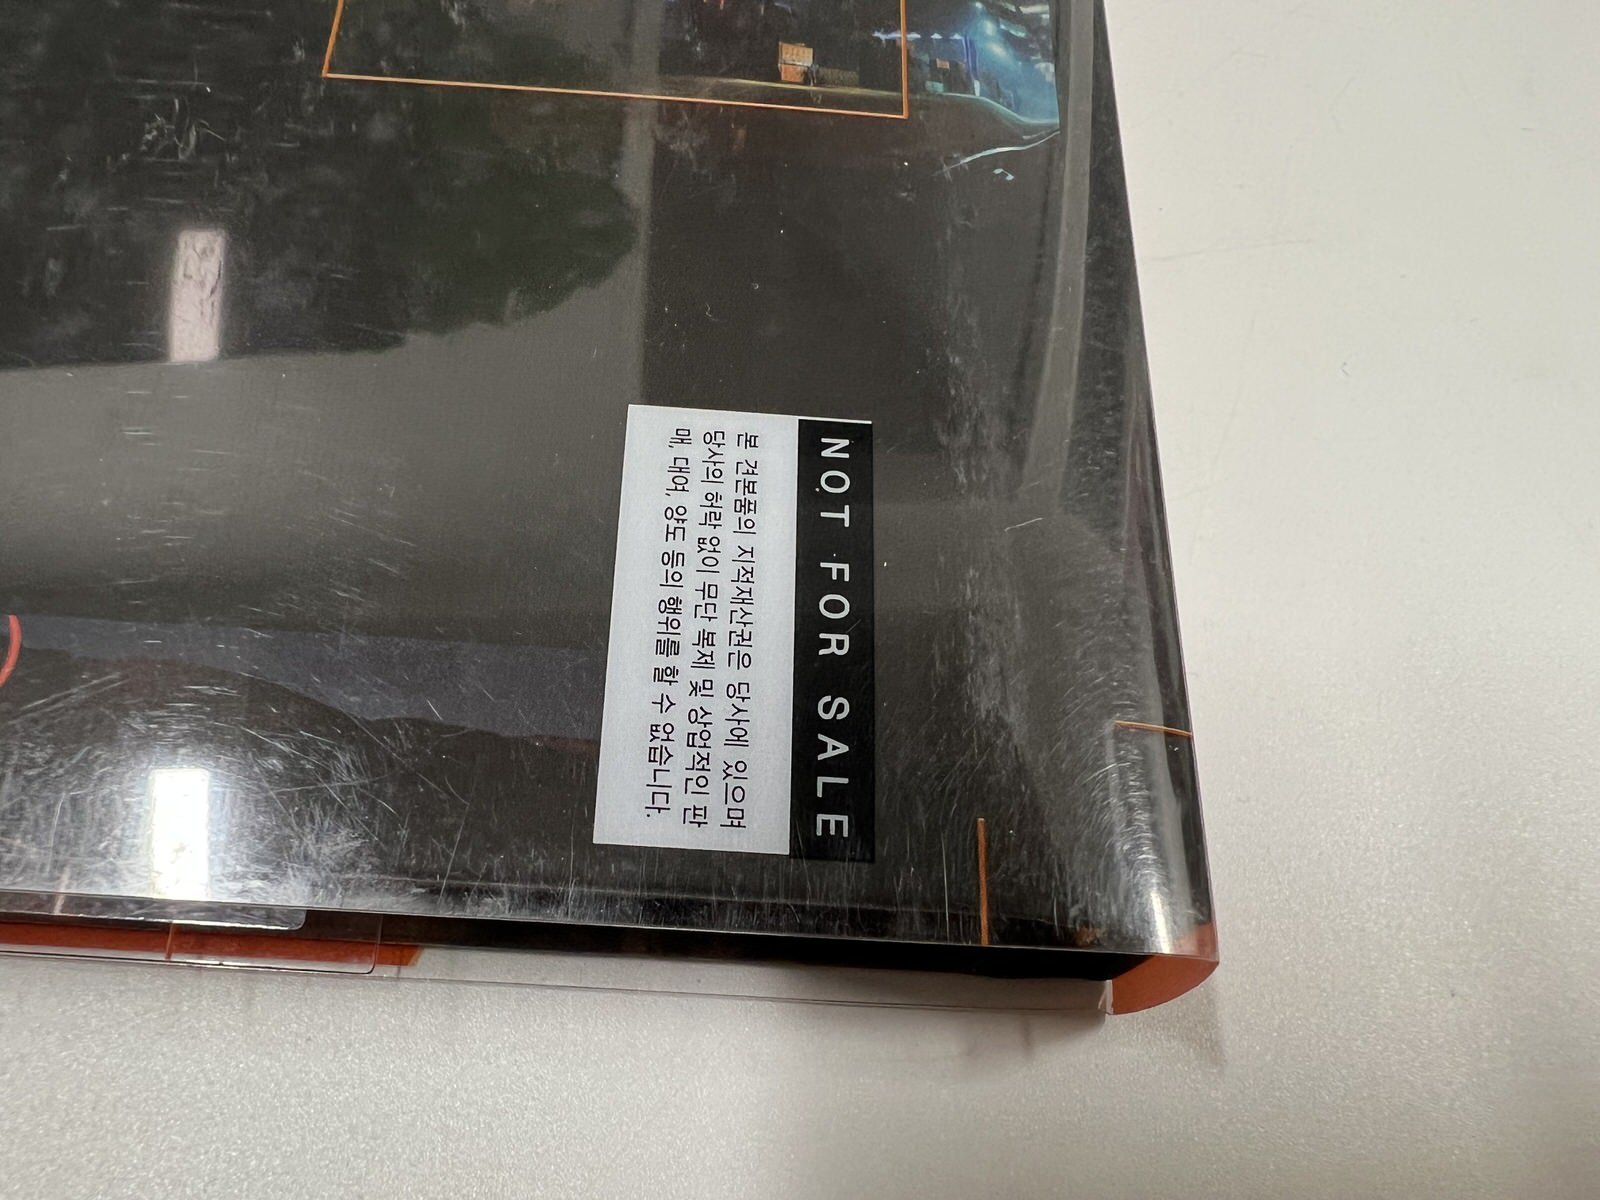 NOT FOR SALE
본 견본품의 지적재산권은 당사에 있으며
당사의 허락 없이 무단 복제 및 상업적인 판
매, 대여, 양도 등의 행위를 할 수 없습니다.